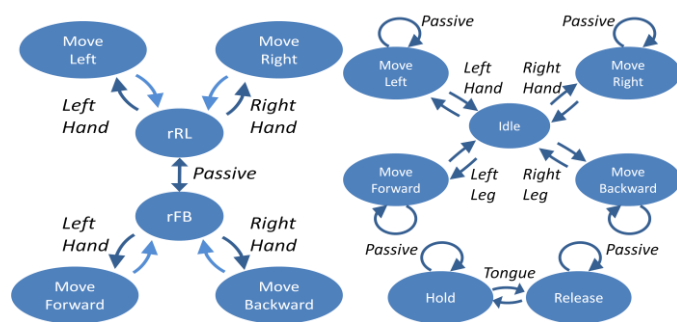 Move
Left
Move
Right
Left
Hand
Right
Hand
rRL
Passive
rFB
Left
Hand
Right
Hand
Move
Forward
Move
Backward
Passive
Passive
Move
Left
Left
Hand
Right
Hand
Move
Right
Idle
Move
Forward
Left
Leg
Right
Leg
Move
Backward
Passive
Passive
Tongue
Hold
Release